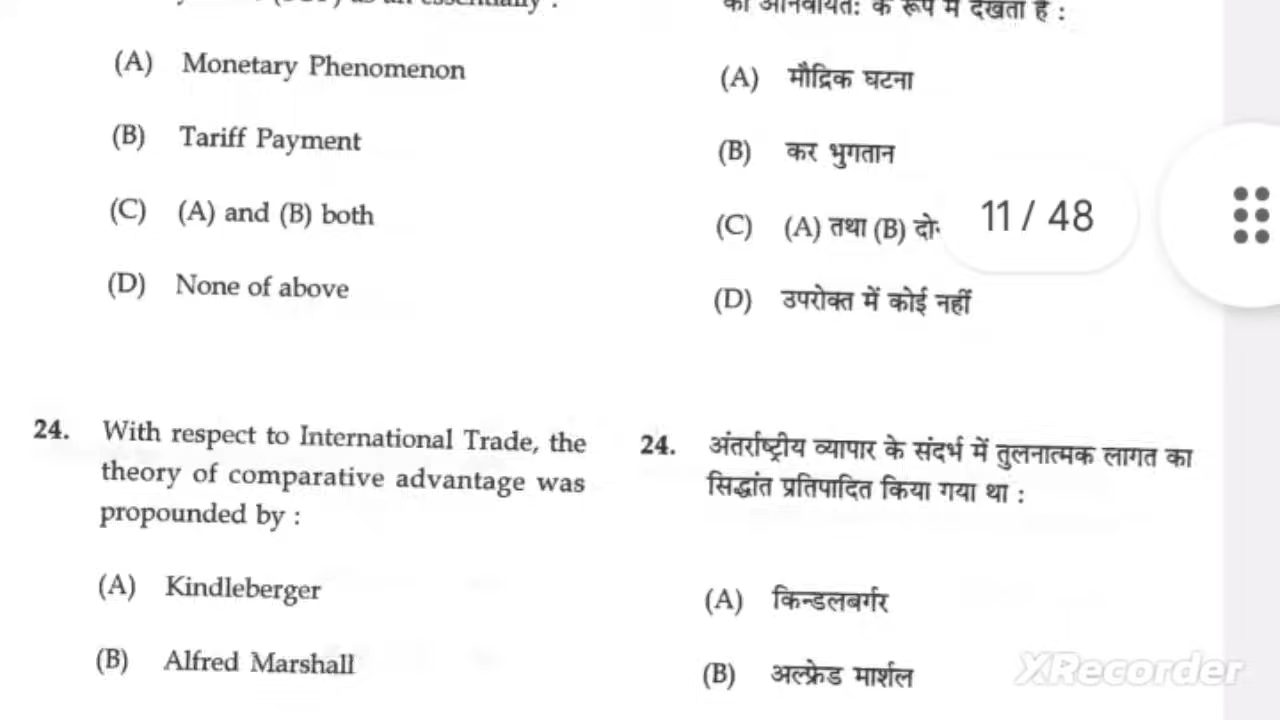 (A) Monetary Phenomenon
(B) Tariff Payment
(C) (A) and (B) both
(D) None of above
24. With respect to International Trade, the
theory of comparative advantage was
propounded by :
(A) Kindleberger
(B) Alfred Marshall
के रूप में देखता है :
(A) मौद्रिक घटना
(B) कर भुगतान
(C) (A) तथा (B)
(D) उपरोक्त में कोई नहीं
24. अंतर्राष्ट्रीय व्यापार के संदर्भ में तुलनात्मक लागत का
सिद्धांत प्रतिपादित किया गया था :
(A) किन्डलबर्गर
(B) अल्फ्रेड मार्शल
11 / 48
XRecorder